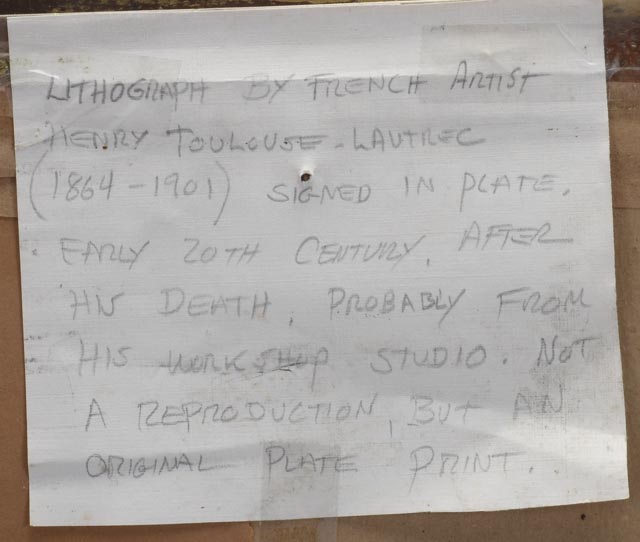 LITHOGRAPH BY FRENCH ARTIST
HENRY TOULOUSE-LAUTREC
(1864-1901) SIGNED IN PLATE.
EARLY 20TH CENTURY, AFTER
HIS DEATH, PROBABLY FROM
HIS WORKSHOP STUDIO. NOT
A REPRODUCTION, BUT AN
ORIGINAL PLATE PRINT.